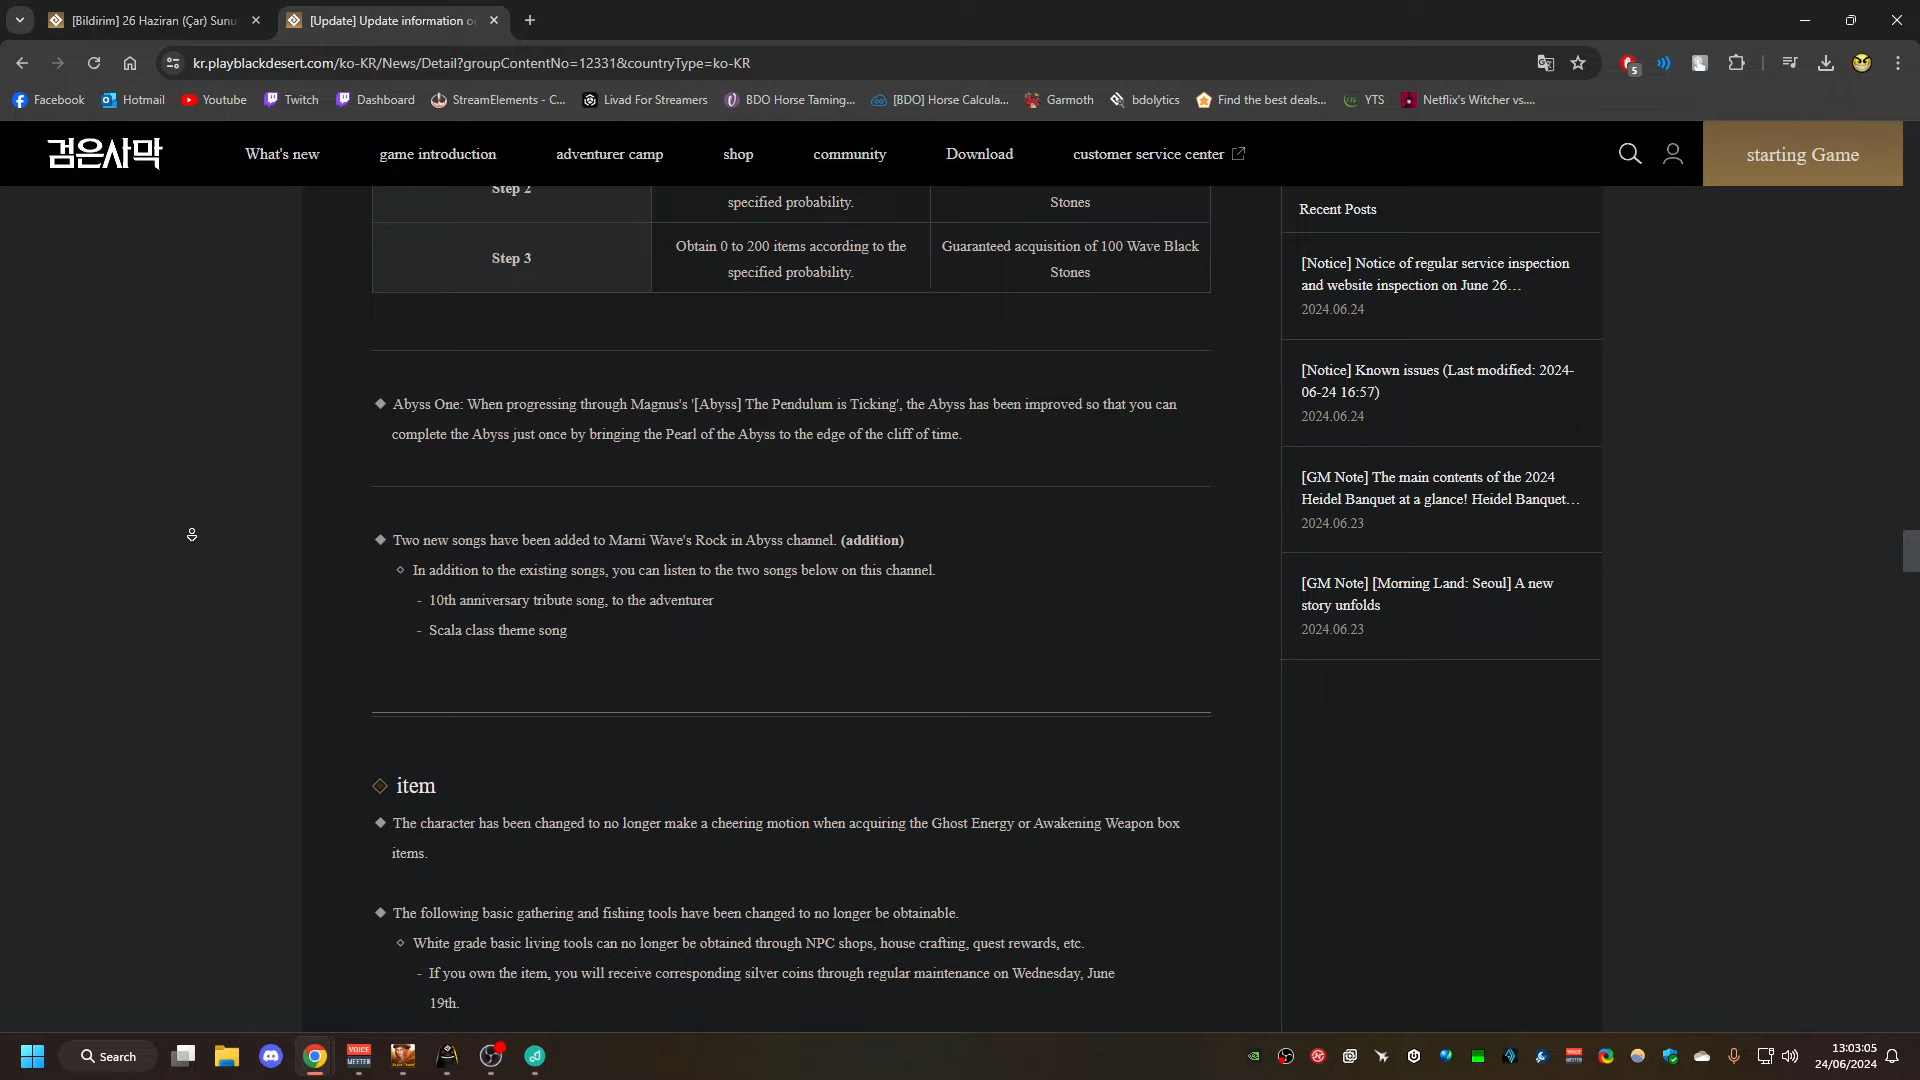 [Bildirim] 26 Haziran (Çar) Sunu
[Update] Update information o
kr.playblackdesert.com/ko-KR/News/Detail?groupContentNo=12331&countryType=ko-KR
5
Facebook
Hotmail
Youtube
Twitch
Dashboard
StreamElements - C...
Livad For Streamers
BDO Horse Taming...
[BDO] Horse Calcula...
Garmoth
bdolytics
Find the best deals...
YTS
Netflix's Witcher vs....
검은사막
What's new
game introduction
adventurer camp
shop
community
Download
customer service center
starting Game
Step 2
specified probability.
Stones
Step 3
Obtain 0 to 200 items according to the
specified probability.
Guaranteed acquisition of 100 Wave Black
Stones
Abyss One: When progressing through Magnus's '[Abyss] The Pendulum is Ticking', the Abyss has been improved so that you can
complete the Abyss just once by bringing the Pearl of the Abyss to the edge of the cliff of time.
Two new songs have been added to Marni Wave's Rock in Abyss channel. (addition)
In addition to the existing songs, you can listen to the two songs below on this channel.
- 10th anniversary tribute song, to the adventurer
- Scala class theme song
item
The character has been changed to no longer make a cheering motion when acquiring the Ghost Energy or Awakening Weapon box
items.
The following basic gathering and fishing tools have been changed to no longer be obtainable.
White grade basic living tools can no longer be obtained through NPC shops, house crafting, quest rewards, etc.
- If you own the item, you will receive corresponding silver coins through regular maintenance on Wednesday, June
19th.
Recent Posts
[Notice] Notice of regular service inspection
and website inspection on June 26…
2024.06.24
[Notice] Known issues (Last modified: 2024-
06-24 16:57)
2024.06.24
[GM Note] The main contents of the 2024
Heidel Banquet at a glance! Heidel Banquet…
2024.06.23
[GM Note] [Morning Land: Seoul] A new
story unfolds
2024.06.23
Search
VOICE
MEETER
13:03:05
24/06/2024